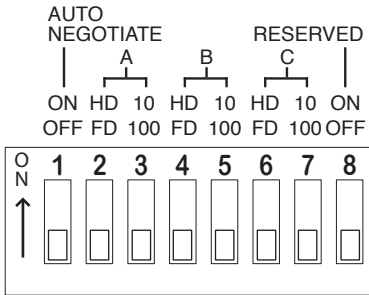 AUTO
NEGOTIATE RESERVED
A B C
ON HD 10 HD 10 HD 10 ON
OFF FD 100 FD 100 FD 100 OFF
ON 1 2 3 4 5 6 7 8